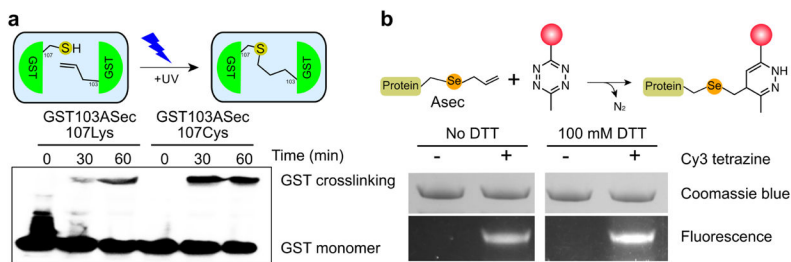 a
SH
107
GST
103
GST
+UV
S
107
GST
103
GST
GST103ASec GST103ASec
107Lys 107Cys
0 30 60 0 30 60 Time (min)
GST crosslinking
GST monomer
b
Protein Se + N N N N Protein Se NH N
Asec N₂
No DTT 100 mM DTT
- + - + Cy3 tetrazine
Coomassie blue
Fluorescence